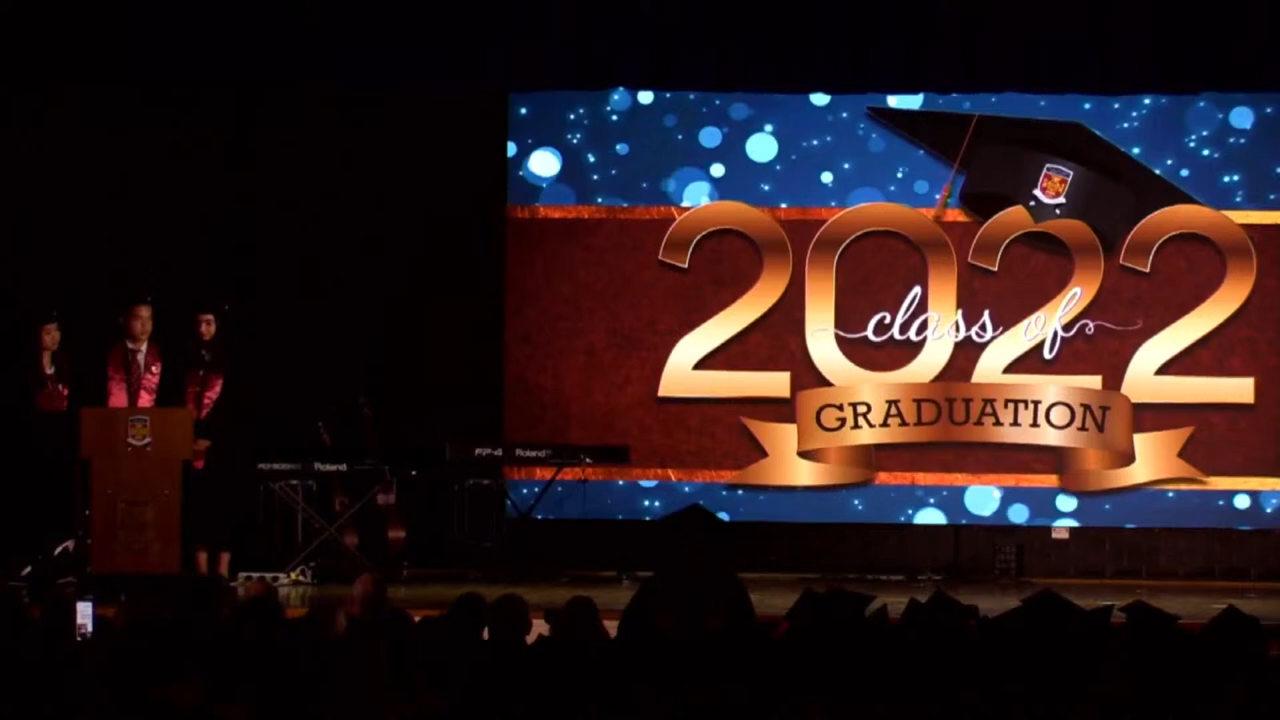 2022
class of
GRADUATION
Roland
FP-4
Roland